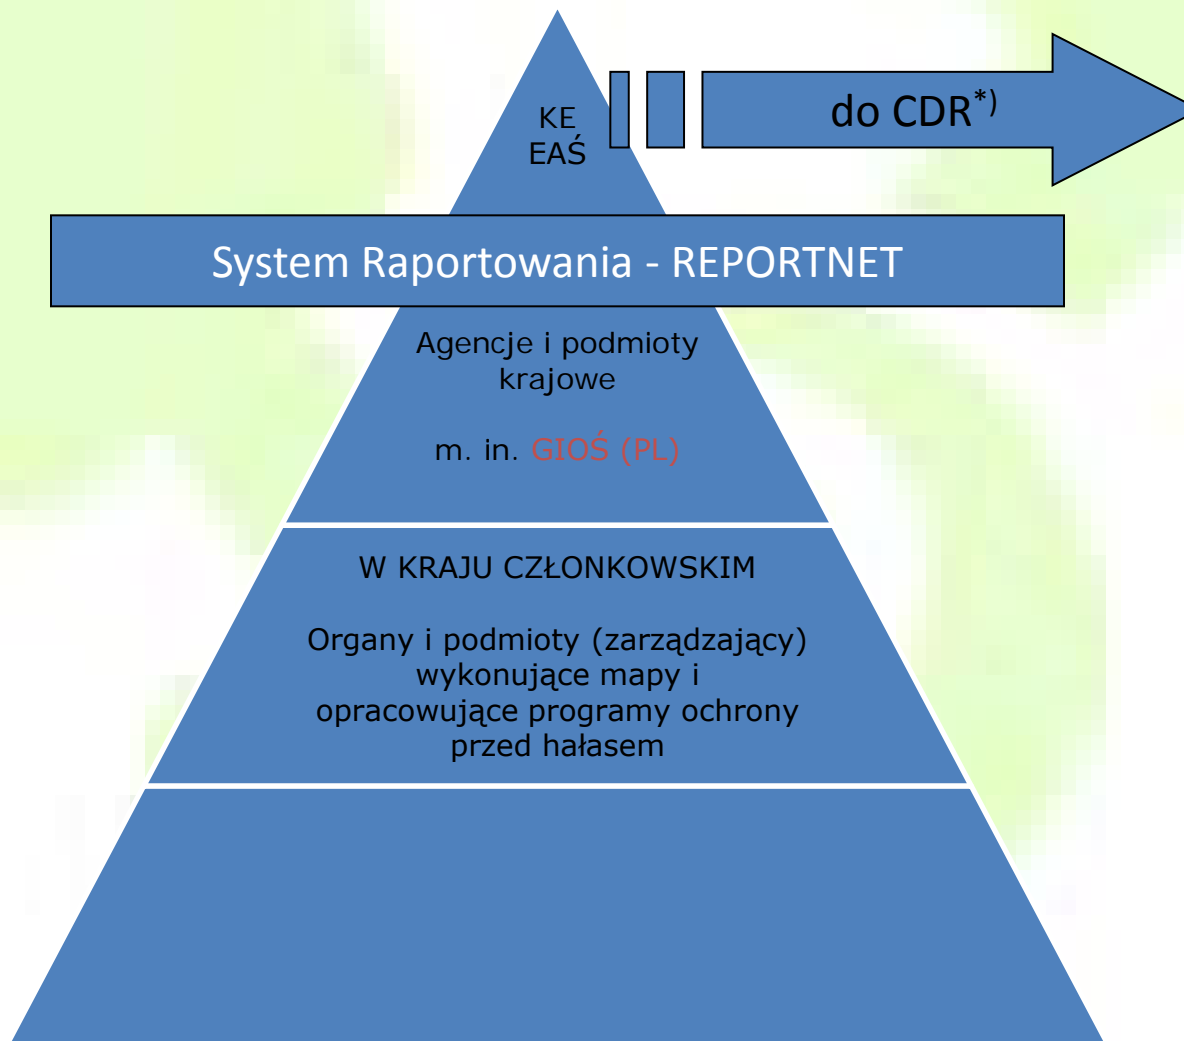 KE
EAŚ
do CDR*)
System Raportowania - REPORTNET
Agencje i podmioty
krajowe
m. in. GIOŚ (PL)
W KRAJU CZŁONKOWSKIM
Organy i podmioty (zarządzający)
wykonujące mapy i
opracowujące programy ochrony
przed hałasem